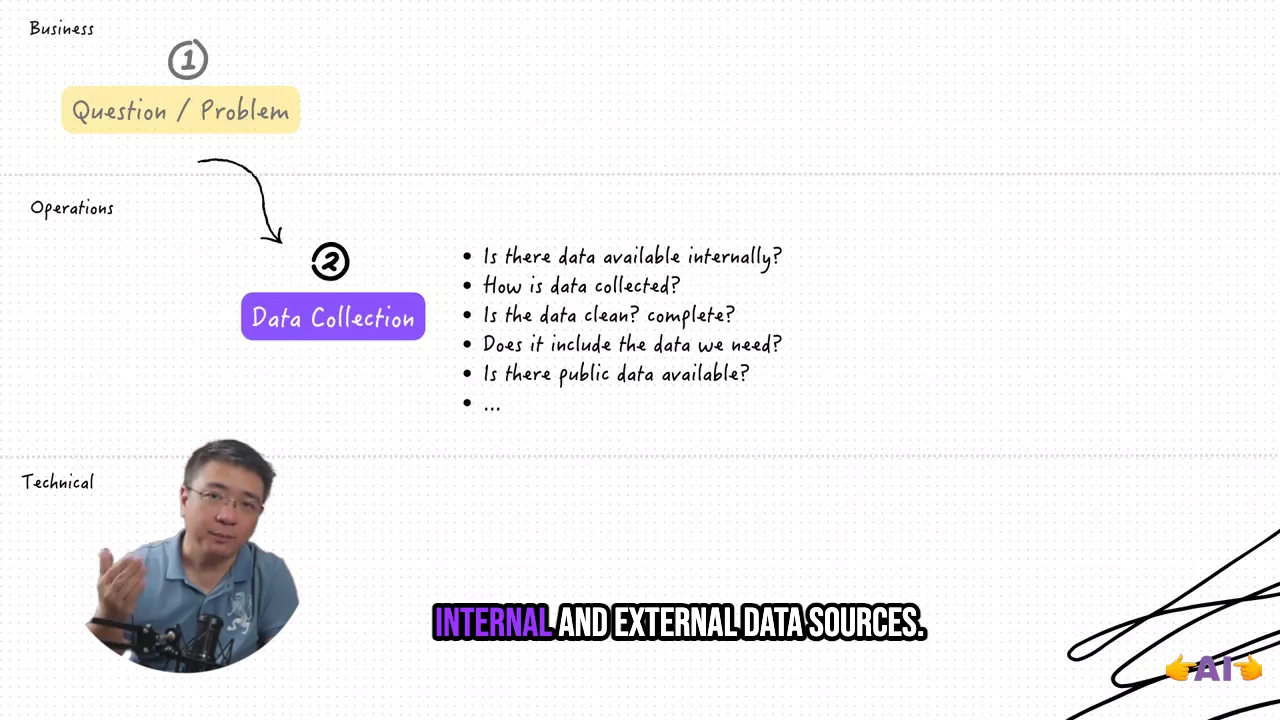 Business
1
Question / Problem
Operations
2
Data Collection
• Is there data available internally?
• How is data collected?
• Is the data clean? complete?
• Does it include the data we need?
• Is there public data available?
• ...
Technical
INTERNAL AND EXTERNAL DATA SOURCES.
👉AI👈